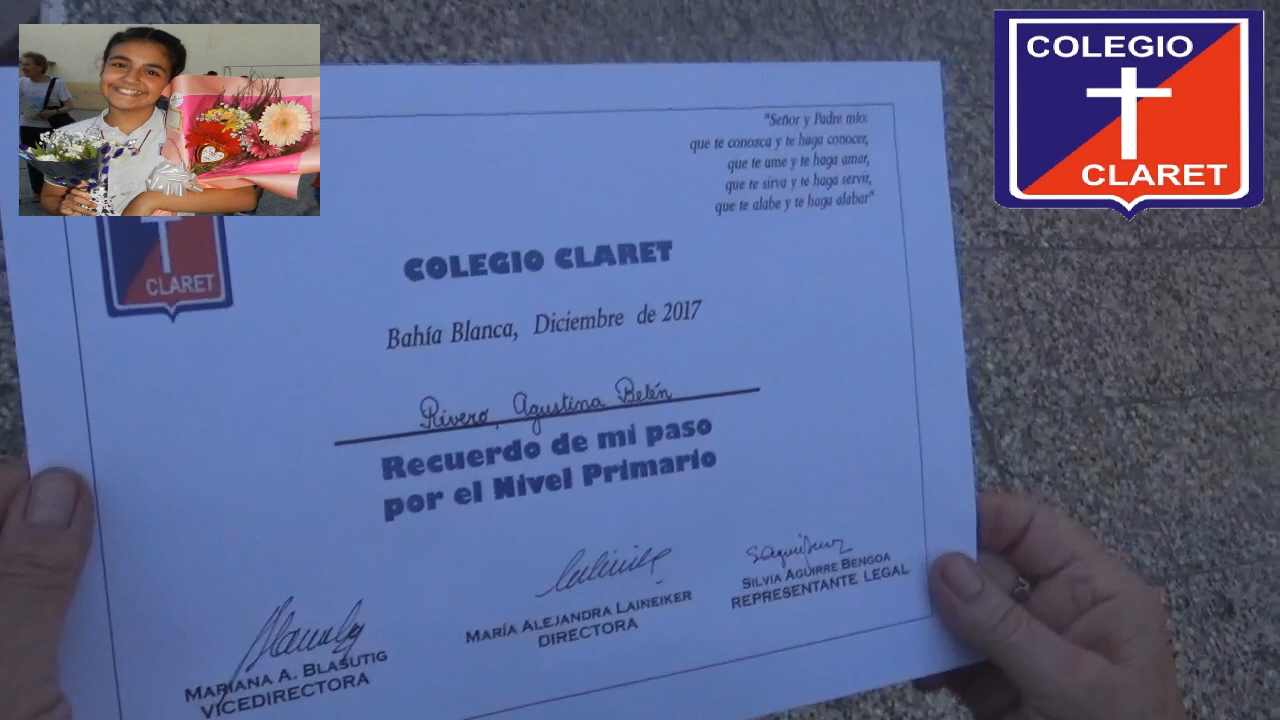 COLEGIO
CLARET
"Señor y Padre mío:
que te conozca y te haga conocer,
que te ame y te haga amar,
que te sirva y te haga servir,
que te alabe y te haga alabar"
CLARET
COLEGIO CLARET
Bahía Blanca, Diciembre de 2017
Rivero, Agustina Belén
Recuerdo de mi paso
por el Nivel Primario
MARIANA A. BLASUTIG
VICEDIRECTORA
MARÍA ALEJANDRA LAINEIKER
DIRECTORA
SILVIA AGUIRRE BENGOA
REPRESENTANTE LEGAL